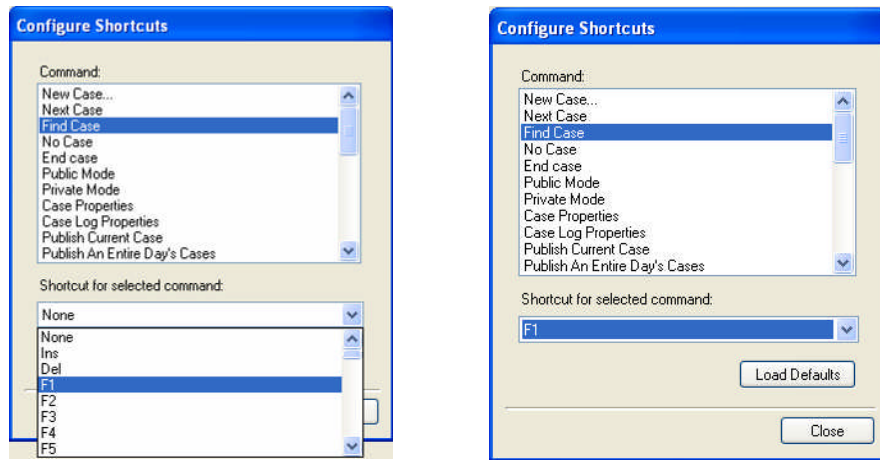 Configure Shortcuts
Command:
New Case...
Next Case
Find Case
No Case
End case
Public Mode
Private Mode
Case Properties
Case Log Properties
Publish Current Case
Publish An Entire Day's Cases
Shortcut for selected command:
None
None
Ins
Del
F1
F2
F3
F4
F5
Configure Shortcuts
Command:
New Case...
Next Case
Find Case
No Case
End case
Public Mode
Private Mode
Case Properties
Case Log Properties
Publish Current Case
Publish An Entire Day's Cases
Shortcut for selected command:
F1
Load Defaults
Close